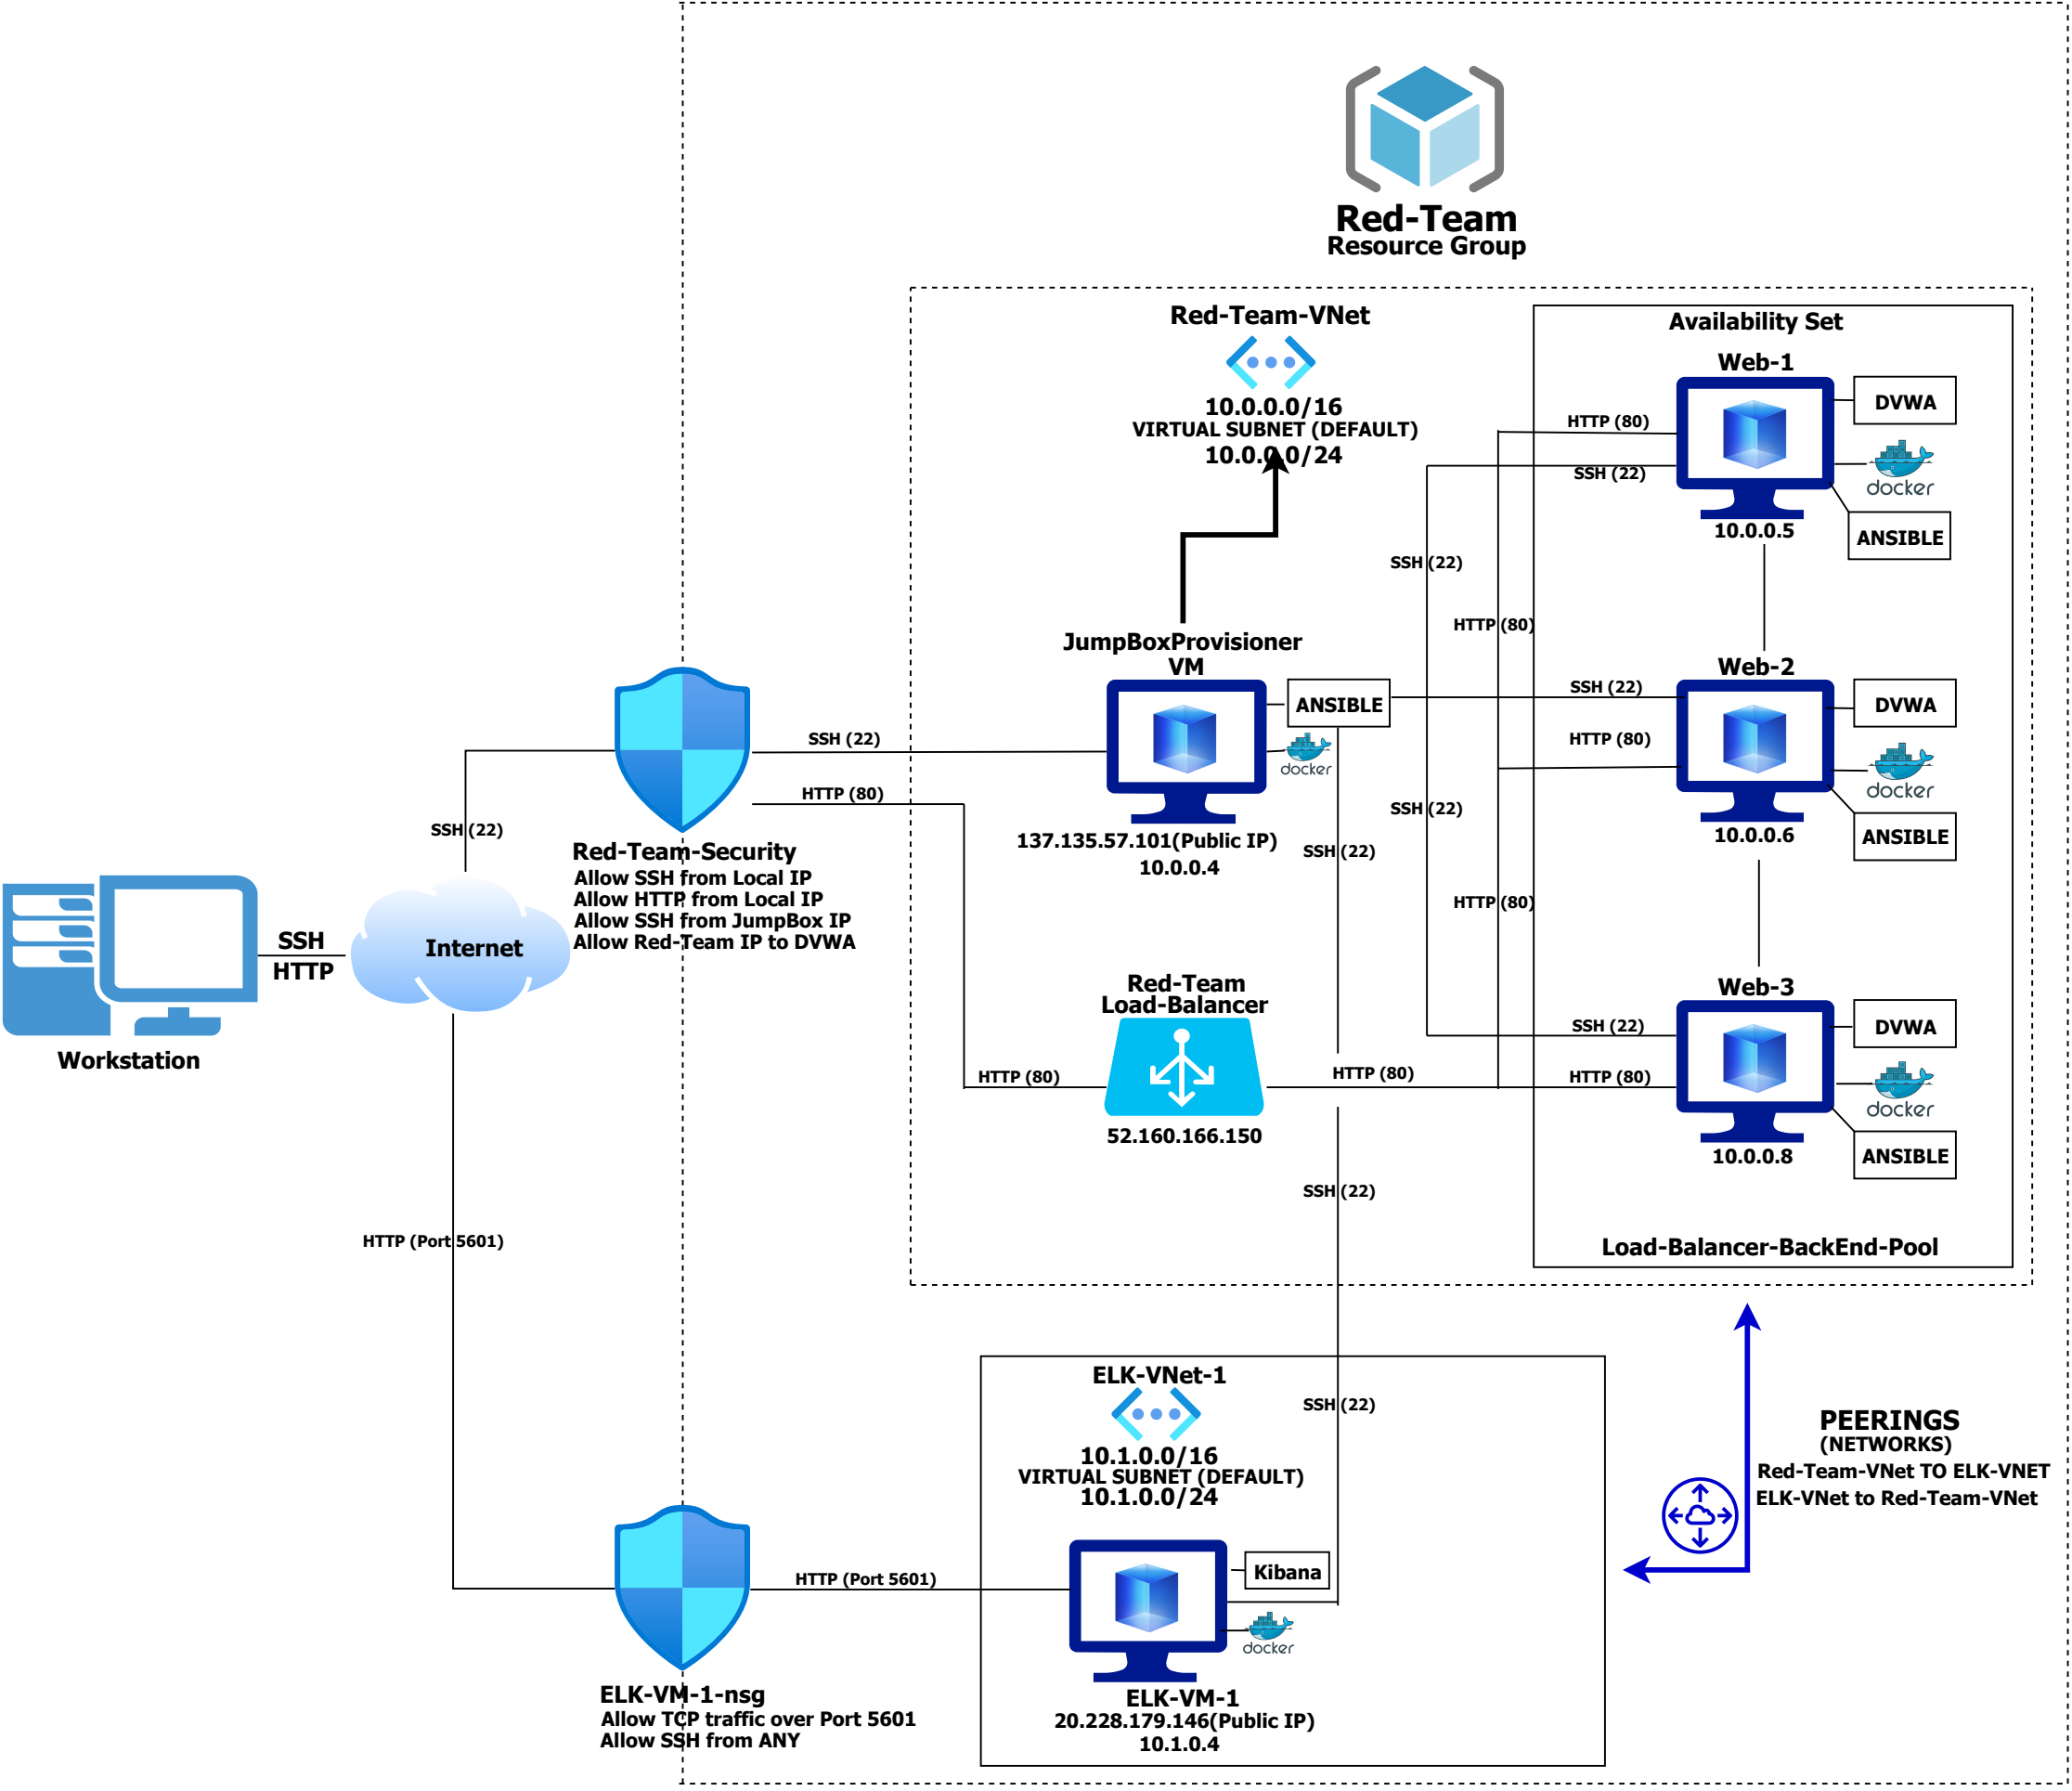 Red-Team
Resource Group
Red-Team-VNet
10.0.0.0/16
VIRTUAL SUBNET (DEFAULT)
10.0.0.0/24
Availability Set
Web-1
DVWA
docker
ANSIBLE
10.0.0.5
HTTP (80)
SSH (22)
SSH (22)
HTTP (80)
JumpBoxProvisioner
VM
ANSIBLE
docker
137.135.57.101(Public IP)
10.0.0.4
SSH (22)
HTTP (80)
SSH (22)
HTTP (80)
Web-2
DVWA
docker
ANSIBLE
10.0.0.6
SSH (22)
HTTP (80)
SSH (22)
SSH (22)
HTTP (80)
Red-Team-Security
Allow SSH from Local IP
Allow HTTP from Local IP
Allow SSH from JumpBox IP
Allow Red-Team IP to DVWA
SSH
HTTP
Internet
Workstation
Red-Team
Load-Balancer
52.160.166.150
HTTP (80)
HTTP (80)
Web-3
DVWA
docker
ANSIBLE
10.0.0.8
SSH (22)
HTTP (80)
SSH (22)
Load-Balancer-BackEnd-Pool
HTTP (Port 5601)
ELK-VNet-1
10.1.0.0/16
VIRTUAL SUBNET (DEFAULT)
10.1.0.0/24
SSH (22)
PEERINGS
(NETWORKS)
Red-Team-VNet TO ELK-VNET
ELK-VNet to Red-Team-VNet
HTTP (Port 5601)
Kibana
docker
ELK-VM-1
20.228.179.146(Public IP)
10.1.0.4
ELK-VM-1-nsg
Allow TCP traffic over Port 5601
Allow SSH from ANY